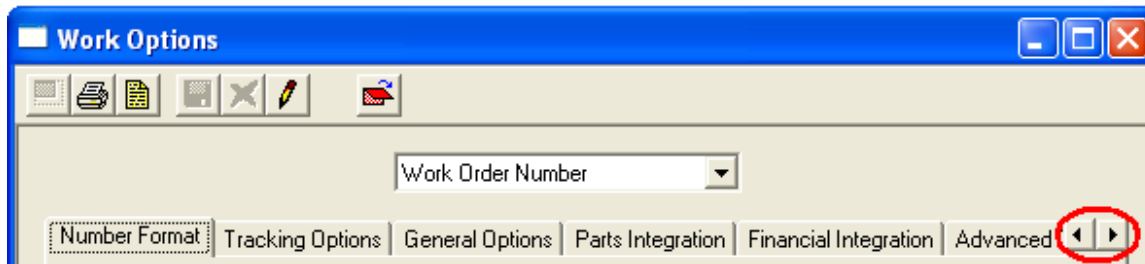 Work Options
Work Order Number
Number Format Tracking Options General Options Parts Integration Financial Integration Advanced